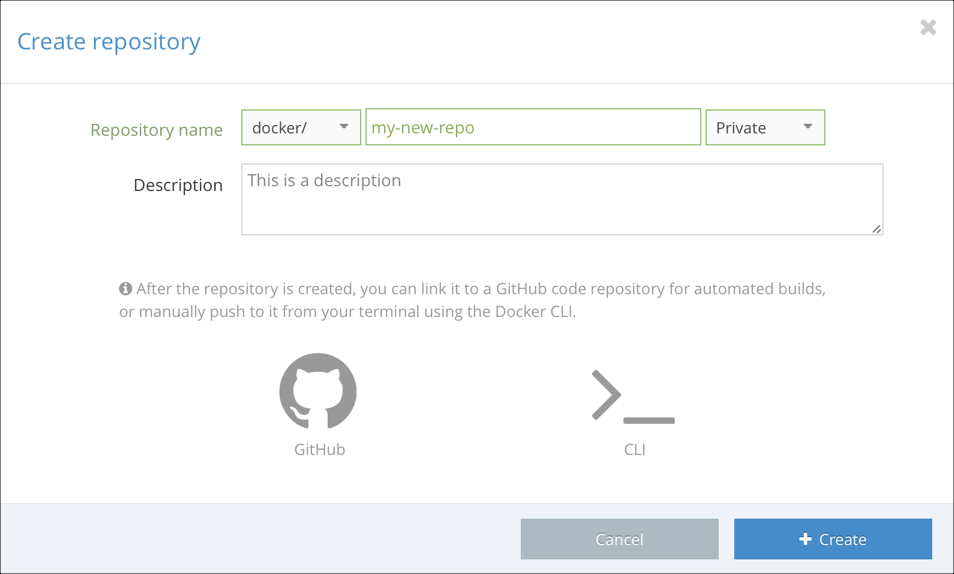 Create repository
Repository name docker/ my-new-repo Private
Description This is a description
After the repository is created, you can link it to a GitHub code repository for automated builds,
or manually push to it from your terminal using the Docker CLI.
GitHub CLI
Cancel Create